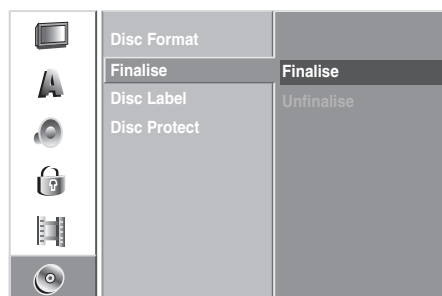 Disc Format
Finalise
Finalise
Disc Label
Unfinalise
Disc Protect